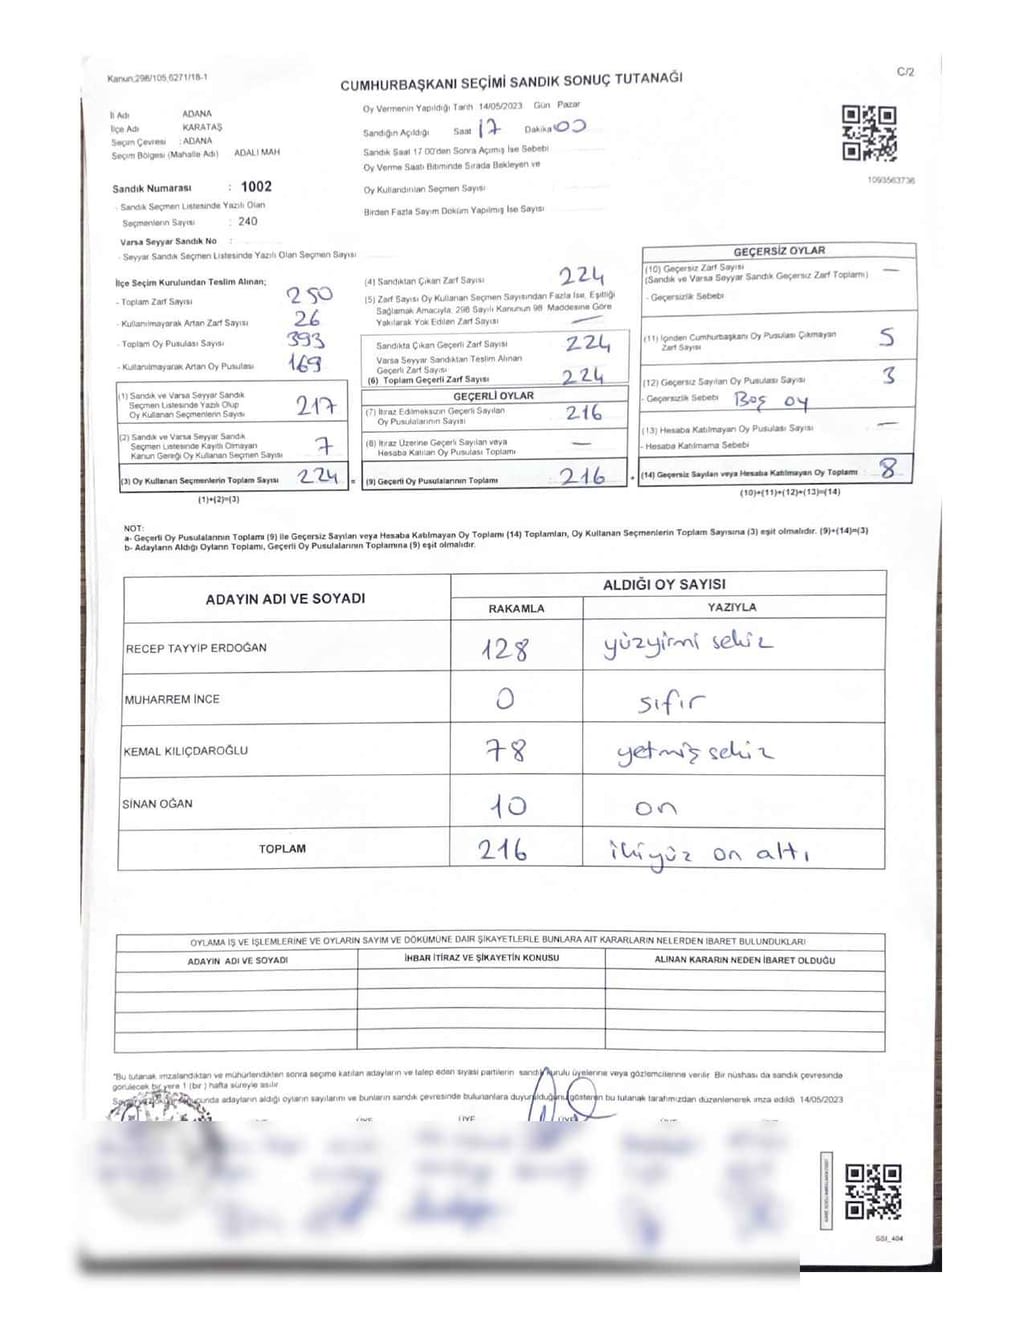 Kanun;298/105,6271/18-1
C/2
CUMHURBAŞKANI SEÇİMİ SANDIK SONUÇ TUTANAĞI
İl Adı ADANA
İlçe Adı KARATAŞ
Seçim Çevresi : ADANA
Seçim Bölgesi (Mahalle Adı) ADALI MAH
Sandık Numarası : 1002
- Sandık Seçmen Listesinde Yazılı Olan
Seçmenlerin Sayısı : 240
Varsa Seyyar Sandık No :
- Seyyar Sandık Seçmen Listesinde Yazılı Olan Seçmen Sayısı
Oy Vermenin Yapıldığı Tarih 14/05/2023 Gün Pazar
Sandığın Açıldığı Saat 17 Dakika 00
Sandık Saat 17:00'den Sonra Açımış İse Sebebi
Oy Verme Saati Bitiminde Sırada Bekleyen ve
Oy Kullandırılan Seçmen Sayısı
Birden Fazla Sayım Döküm Yapılmış İse Sayısı
1093563736
İlçe Seçim Kurulundan Teslim Alınan;
- Toplam Zarf Sayısı 250
- Kullanılmayarak Artan Zarf Sayısı 26
- Toplam Oy Pusulası Sayısı 393
- Kullanılmayarak Artan Oy Pusulası 169
(1) Sandık ve Varsa Seyyar Sandık
Seçmen Listesinde Yazılı Olup
Oy Kullanan Seçmenlerin Sayısı 217
(2) Sandık ve Varsa Seyyar Sandık
Seçmen Listesinde Kayıtlı Olmayan
Kanun Gereği Oy Kullanan Seçmen Sayısı 7
(3) Oy Kullanan Seçmenlerin Toplam Sayısı 224 =
(1)+(2)=(3)
(4) Sandıktan Çıkan Zarf Sayısı 224
(5) Zarf Sayısı Oy Kullanan Seçmen Sayısından Fazla İse, Eşitliği
Sağlamak Amacıyla, 298 Sayılı Kanunun 98. Maddesine Göre
Yakılarak Yok Edilen Zarf Sayısı —
Sandıkta Çıkan Geçerli Zarf Sayısı 224
Varsa Seyyar Sandıktan Teslim Alınan
Geçerli Zarf Sayısı
(6) Toplam Geçerli Zarf Sayısı 224
GEÇERLİ OYLAR
(7) İtiraz Edilmeksizin Geçerli Sayılan
Oy Pusulalarının Sayısı 216
(8) İtiraz Üzerine Geçerli Sayılan veya
Hesaba Katılan Oy Pusulası Toplamı —
(9) Geçerli Oy Pusulalarının Toplamı 216 +
GEÇERSİZ OYLAR
(10) Geçersiz Zarf Sayısı —
(Sandık ve Varsa Seyyar Sandık Geçersiz Zarf Toplamı)
- Geçersizlik Sebebi
(11) İçinden Cumhurbaşkanı Oy Pusulası Çıkmayan
Zarf Sayısı 5
(12) Geçersiz Sayılan Oy Pusulası Sayısı 3
- Geçersizlik Sebebi Boş oy
(13) Hesaba Katılmayan Oy Pusulası Sayısı —
- Hesaba Katılmama Sebebi
(14) Geçersiz Sayılan veya Hesaba Katılmayan Oy Toplamı 8
(10)+(11)+(12)+(13)=(14)
NOT:
a- Geçerli Oy Pusulalarının Toplamı (9) ile Geçersiz Sayılan veya Hesaba Katılmayan Oy Toplamı (14) Toplamları, Oy Kullanan Seçmenlerin Toplam Sayısına (3) eşit olmalıdır. (9)+(14)=(3)
b- Adayların Aldığı Oyların Toplamı, Geçerli Oy Pusulalarının Toplamına (9) eşit olmalıdır.
ADAYIN ADI VE SOYADI
ALDIĞI OY SAYISI
RAKAMLA YAZIYLA
RECEP TAYYİP ERDOĞAN 128 yüzyirmi sekiz
MUHARREM İNCE 0 sıfır
KEMAL KILIÇDAROĞLU 78 yetmiş sekiz
SİNAN OĞAN 10 on
TOPLAM 216 ikiyüz on altı
OYLAMA İŞ VE İŞLEMLERİNE VE OYLARIN SAYIM VE DÖKÜMÜNE DAİR ŞİKAYETLERLE BUNLARA AİT KARARLARIN NELERDEN İBARET BULUNDUKLARI
ADAYIN ADI VE SOYADI İHBAR İTİRAZ VE ŞİKAYETİN KONUSU ALINAN KARARIN NEDEN İBARET OLDUĞU
"Bu tutanak imzalandıktan ve mühürlendikten sonra seçime katılan adayların ve talep eden siyasi partilerin sandık kurulu üyelerine veya gözlemcilerine verilir. Bir nüshası da sandık çevresinde
görülecek bir yere 1 (bir ) hafta süreyle asılır.
adayların aldığı oyların sayılarını ve bunların sandık çevresinde bulunanlara duyurulduğunu gösteren bu tutanak tarafımızdan düzenlenerek imza edildi. 14/05/2023
ÜYE ÜYE